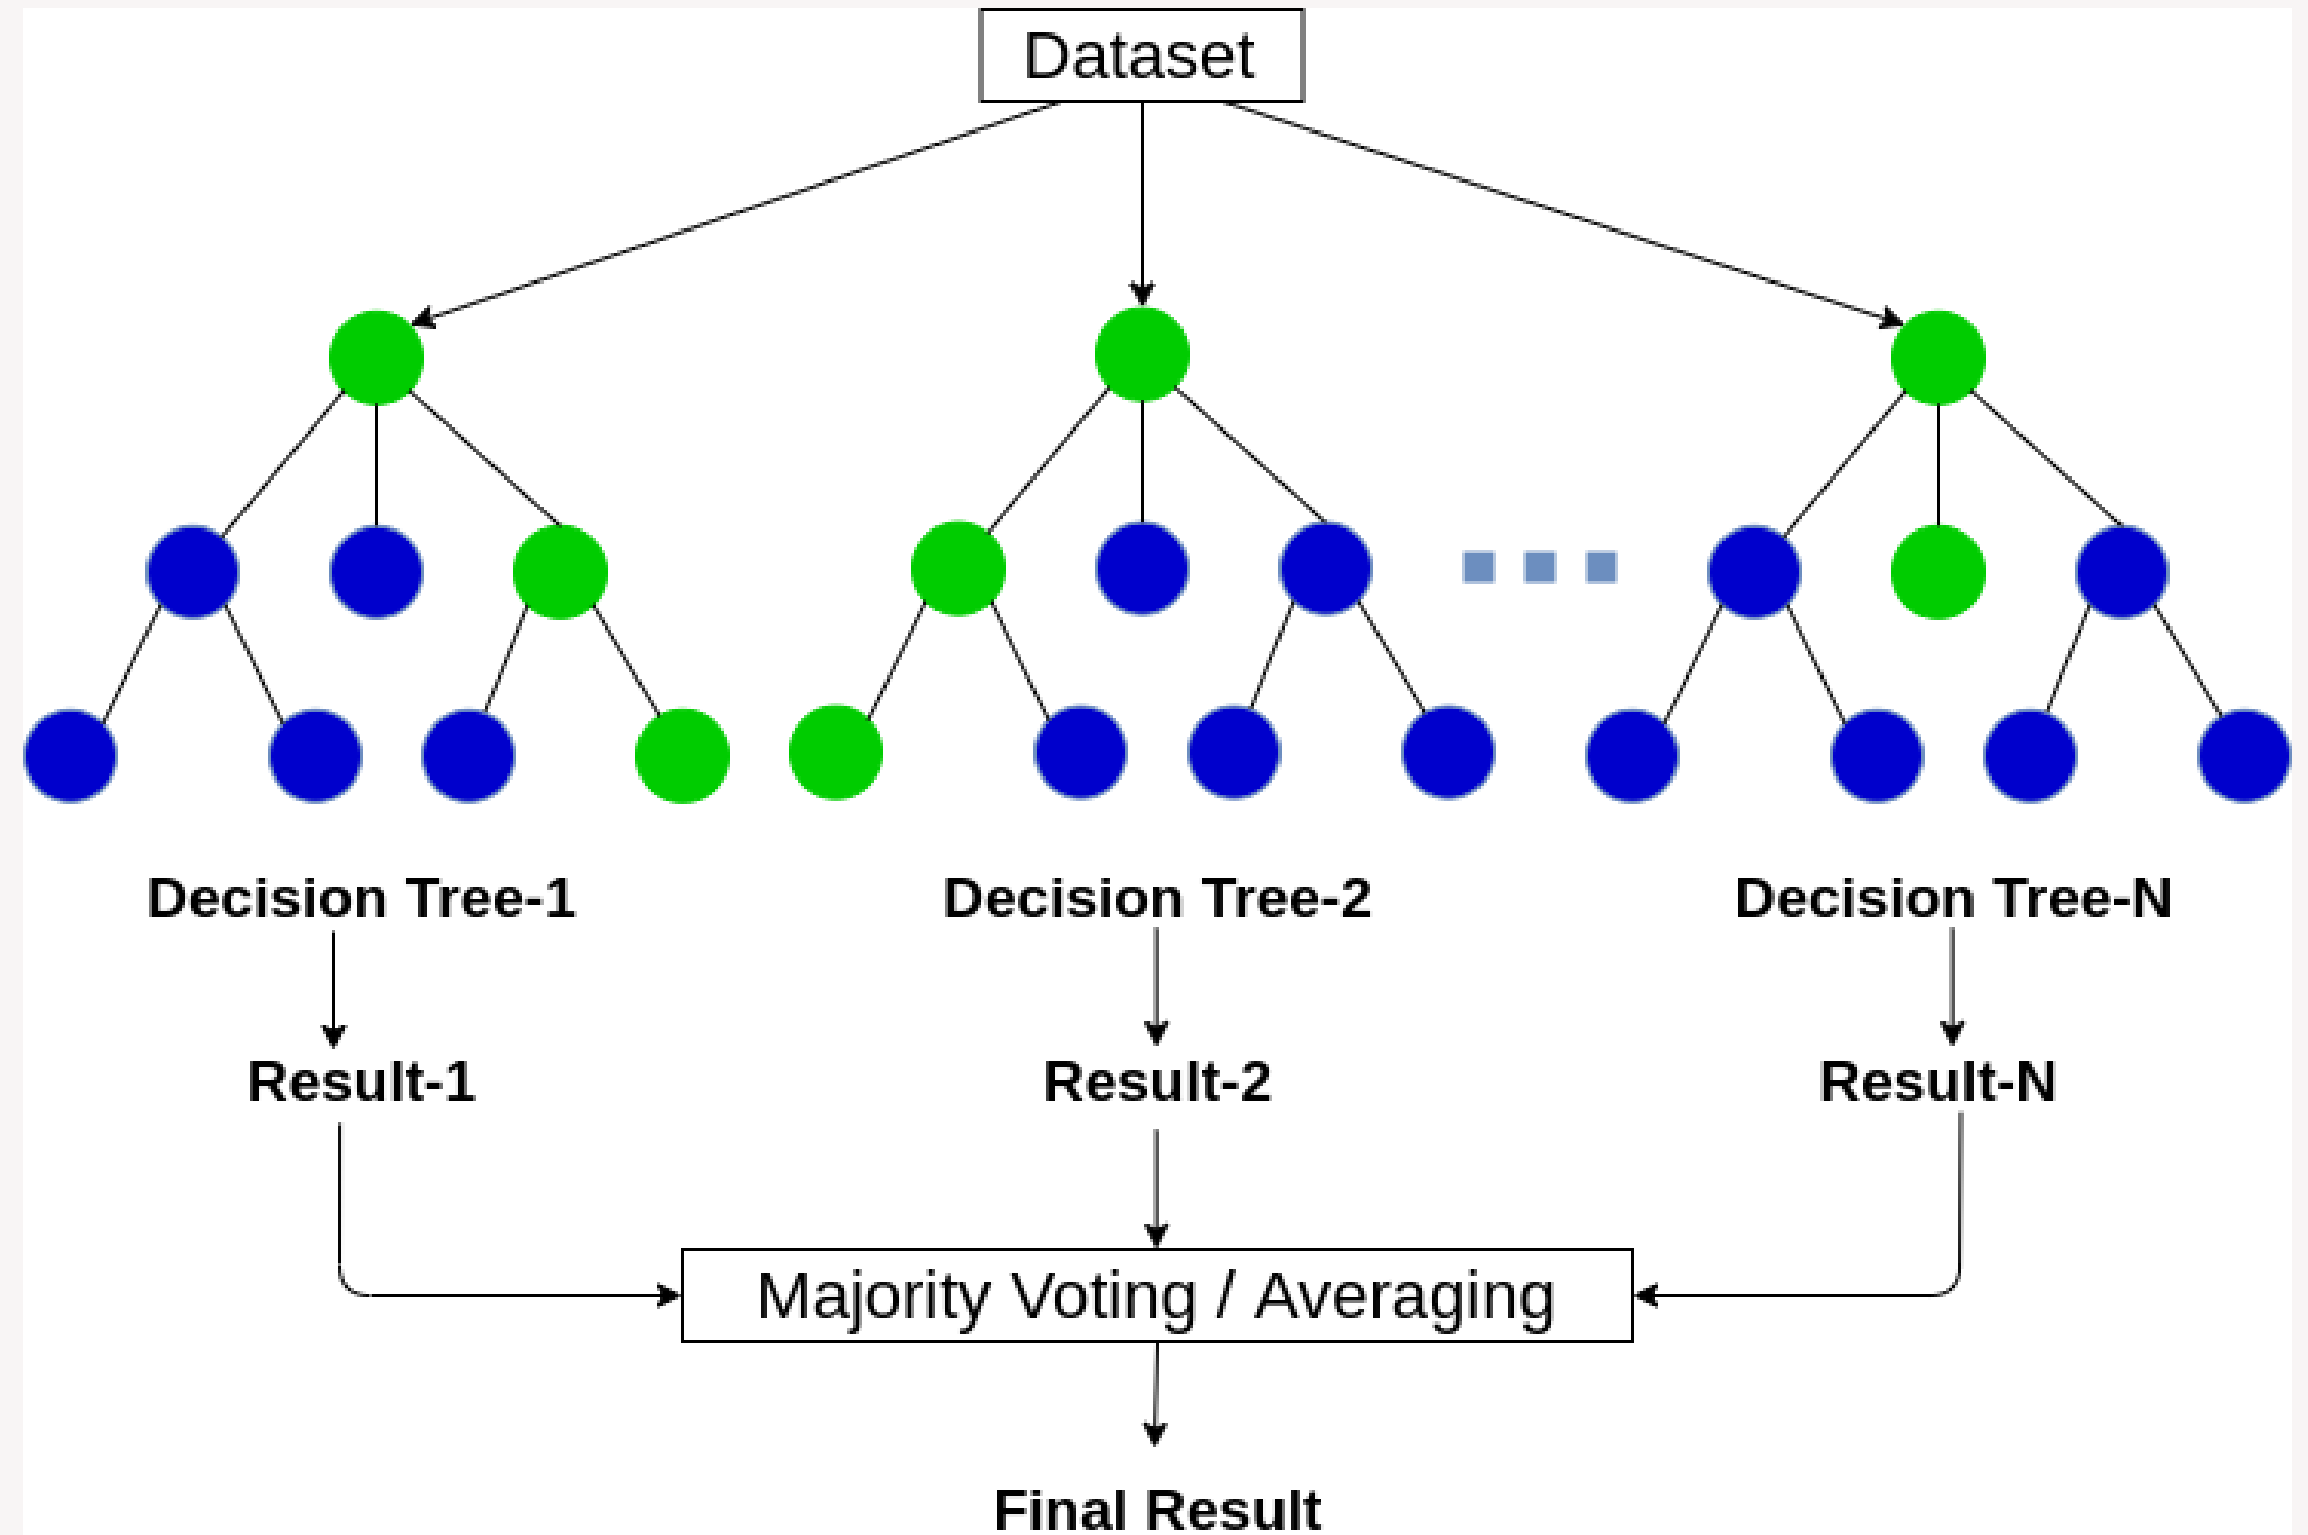 Dataset
Decision Tree-1
Decision Tree-2
Decision Tree-N
Result-1
Result-2
Result-N
Majority Voting / Averaging
Final Result